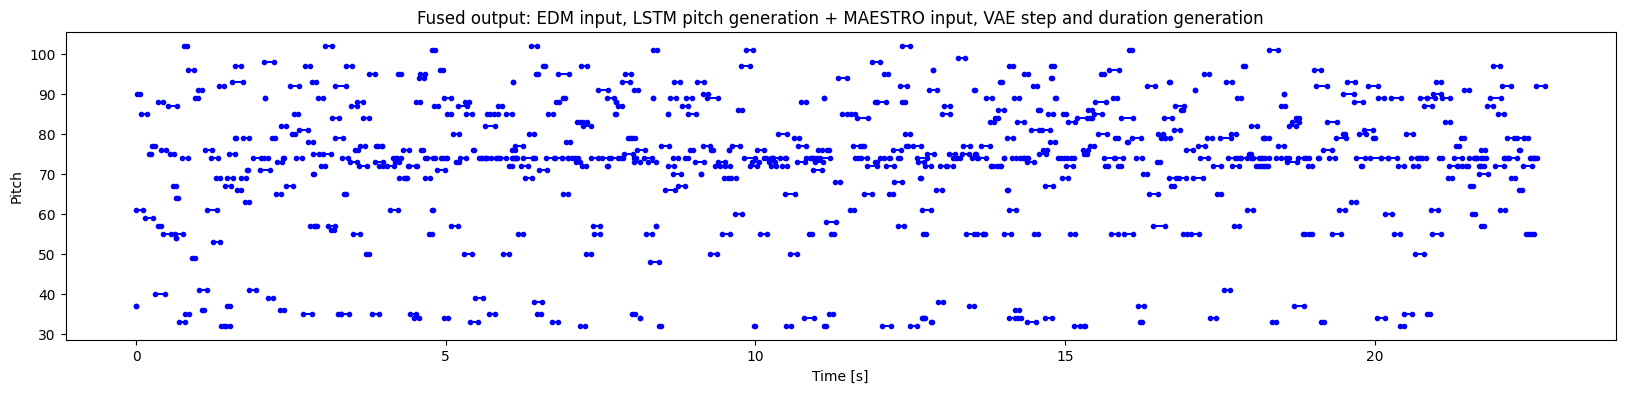 Fused output: EDM input, LSTM pitch generation + MAESTRO input, VAE step and duration generation
100
90
80
70
60
50
40
30
Pitch
0 5 10 15 20
Time [s]